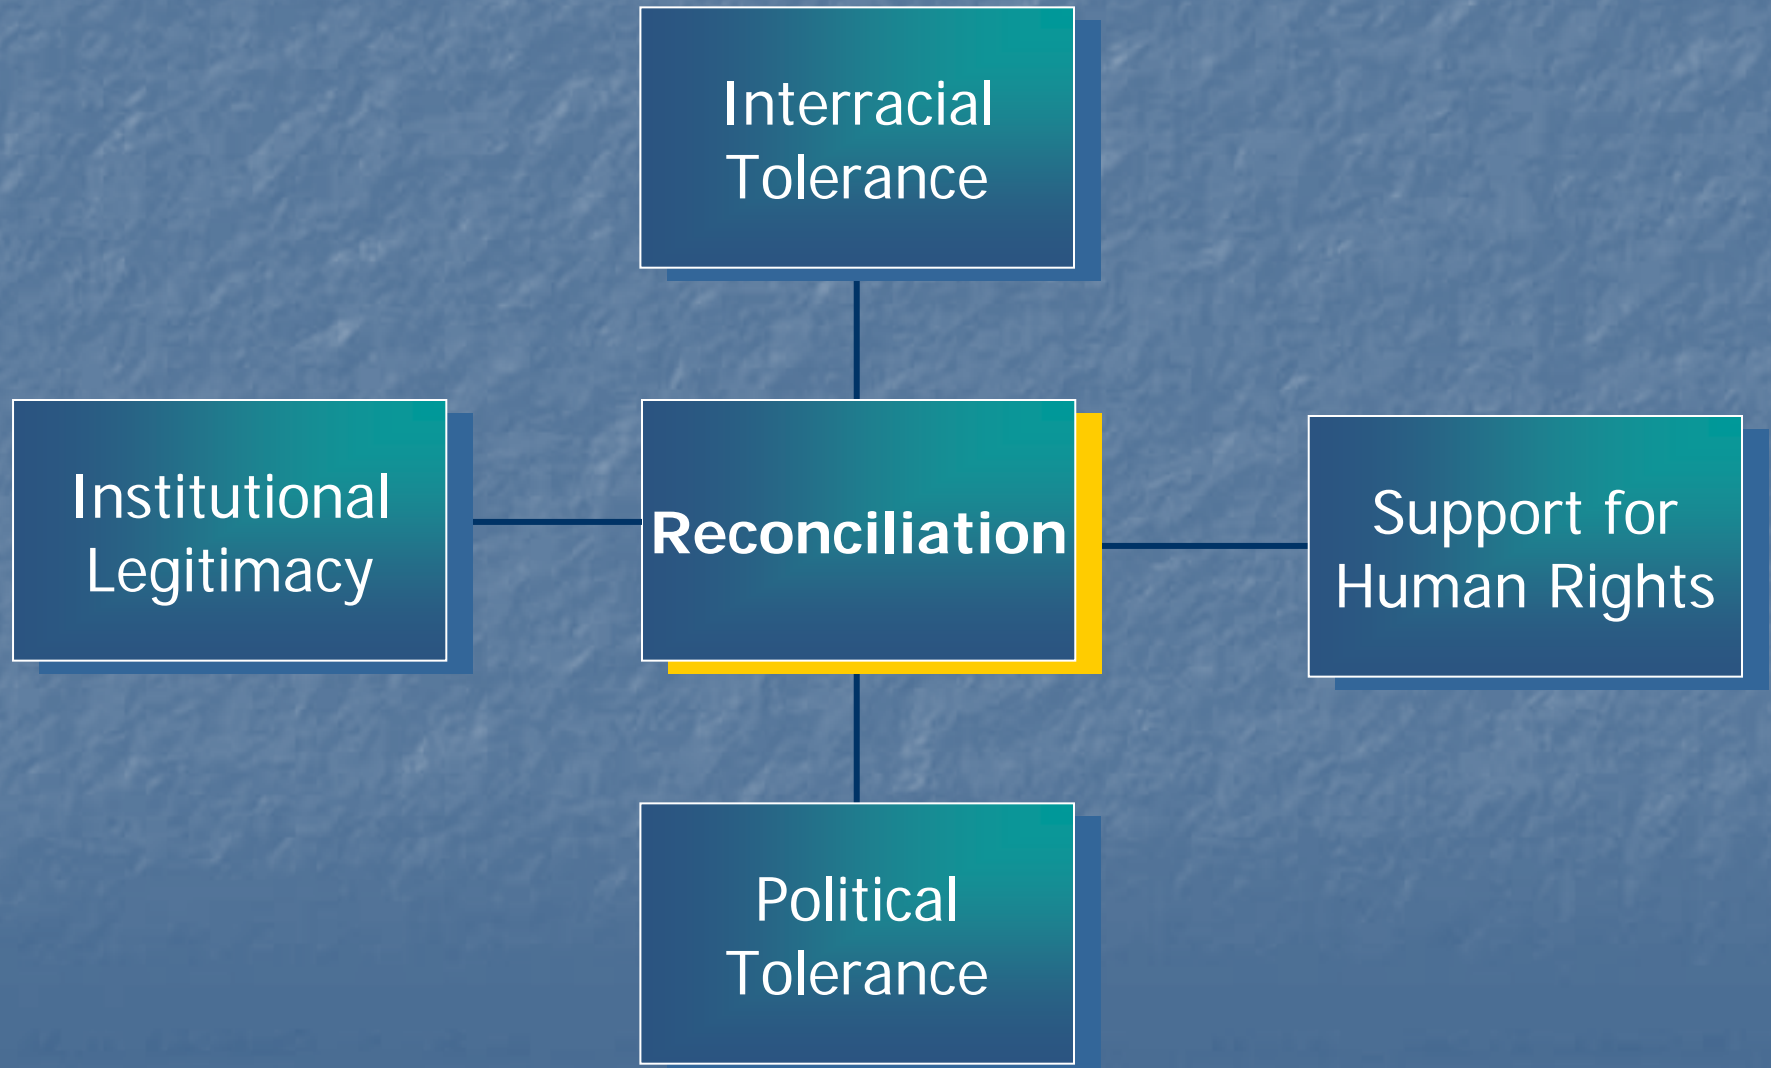 Interracial
Tolerance
Institutional
Legitimacy
Reconciliation
Support for
Human Rights
Political
Tolerance